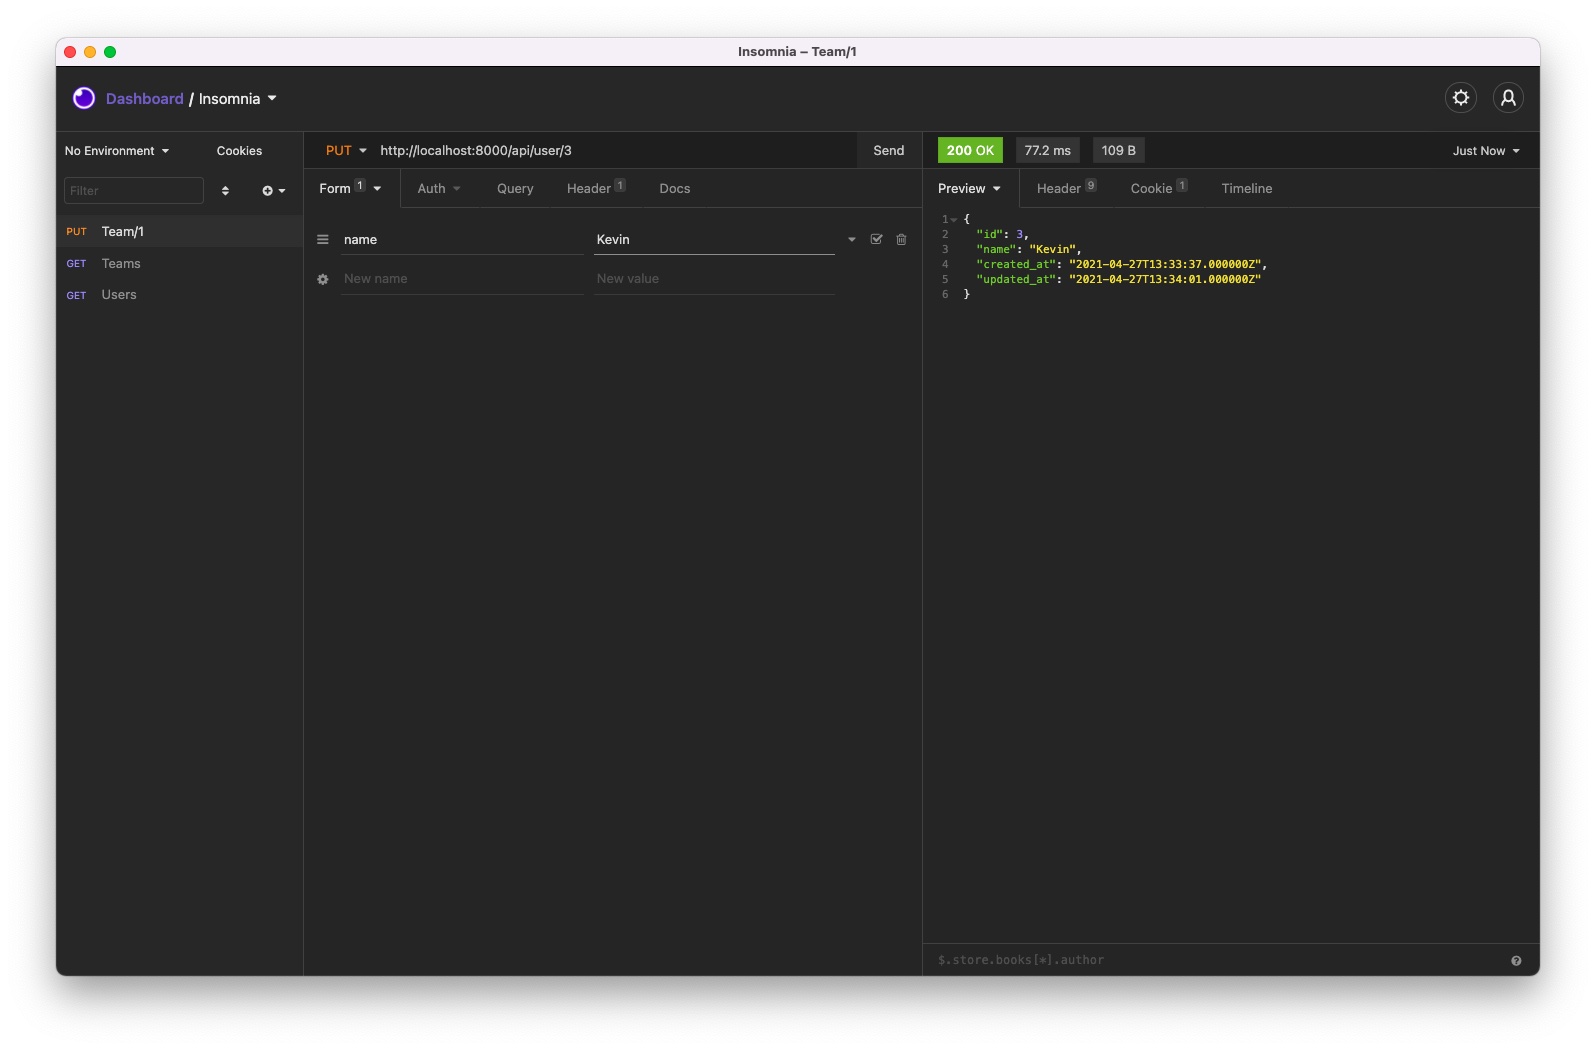 Insomnia – Team/1
Dashboard / Insomnia
No Environment
Cookies
Filter
PUT Team/1
GET Teams
GET Users
PUT http://localhost:8000/api/user/3 Send
Form 1 Auth Query Header 1 Docs
name Kevin
New name New value
200 OK 77.2 ms 109 B Just Now
Preview Header 9 Cookie 1 Timeline
1 {
2 "id": 3,
3 "name": "Kevin",
4 "created_at": "2021-04-27T13:33:37.000000Z",
5 "updated_at": "2021-04-27T13:34:01.000000Z"
6 }
$.store.books[*].author